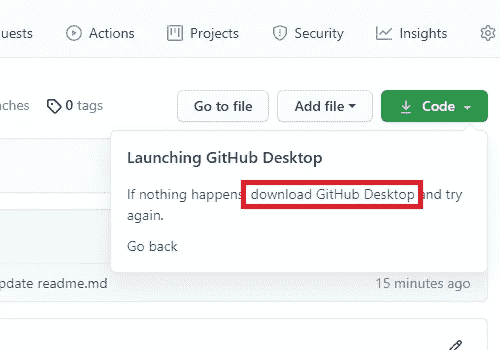 uests Actions Projects Security Insights
nches 0 tags Go to file Add file Code
Launching GitHub Desktop
If nothing happens, download GitHub Desktop and try
again.
Go back
pdate readme.md 15 minutes ago